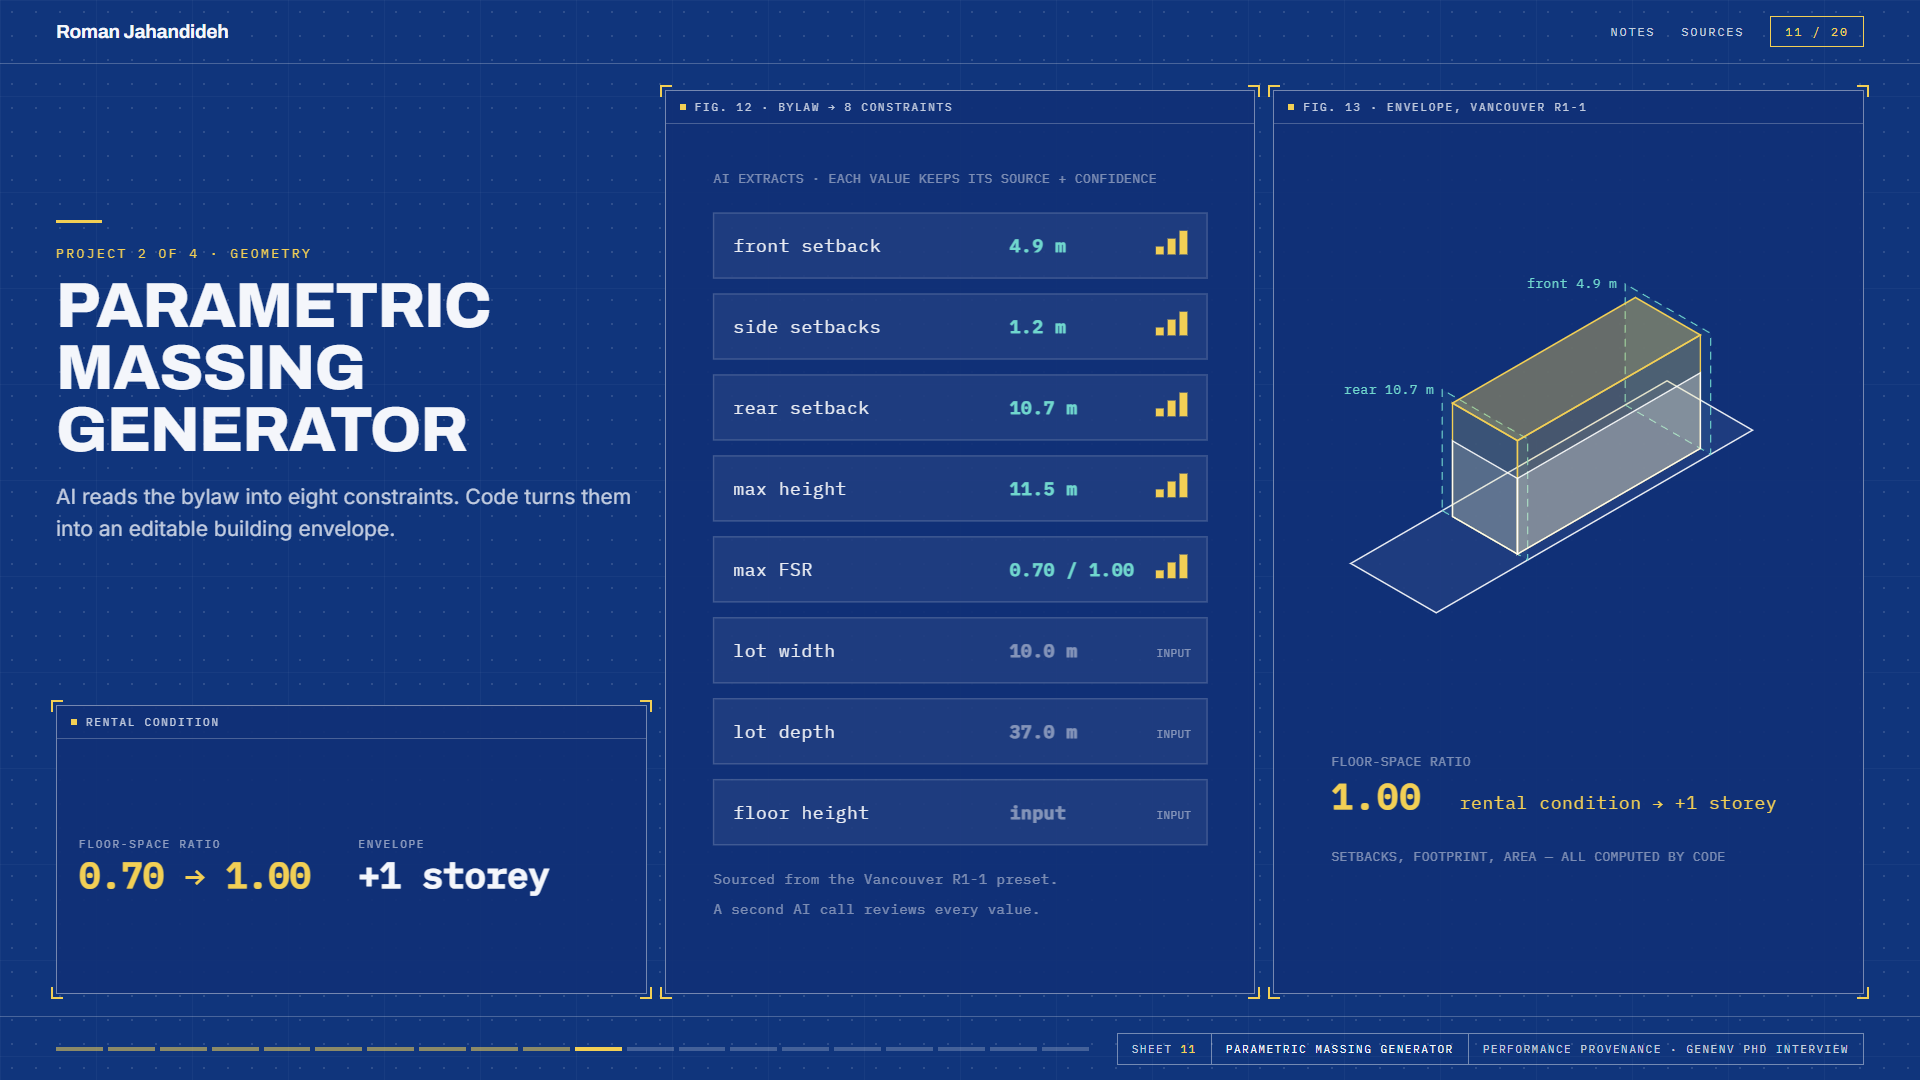 Roman Jahandideh
NOTES
SOURCES
11 / 20
PROJECT 2 OF 4 · GEOMETRY
PARAMETRIC
MASSING
GENERATOR
AI reads the bylaw into eight constraints. Code turns them
into an editable building envelope.
RENTAL CONDITION
FLOOR-SPACE RATIO
0.70 → 1.00
ENVELOPE
+1 storey
FIG. 12 · BYLAW → 8 CONSTRAINTS
AI EXTRACTS · EACH VALUE KEEPS ITS SOURCE + CONFIDENCE
front setback 4.9 m
side setbacks 1.2 m
rear setback 10.7 m
max height 11.5 m
max FSR 0.70 / 1.00
lot width 10.0 m INPUT
lot depth 37.0 m INPUT
floor height input INPUT
Sourced from the Vancouver R1-1 preset.
A second AI call reviews every value.
FIG. 13 · ENVELOPE, VANCOUVER R1-1
front 4.9 m
rear 10.7 m
FLOOR-SPACE RATIO
1.00 rental condition → +1 storey
SETBACKS, FOOTPRINT, AREA — ALL COMPUTED BY CODE
SHEET 11
PARAMETRIC MASSING GENERATOR
PERFORMANCE PROVENANCE · GENENV PHD INTERVIEW